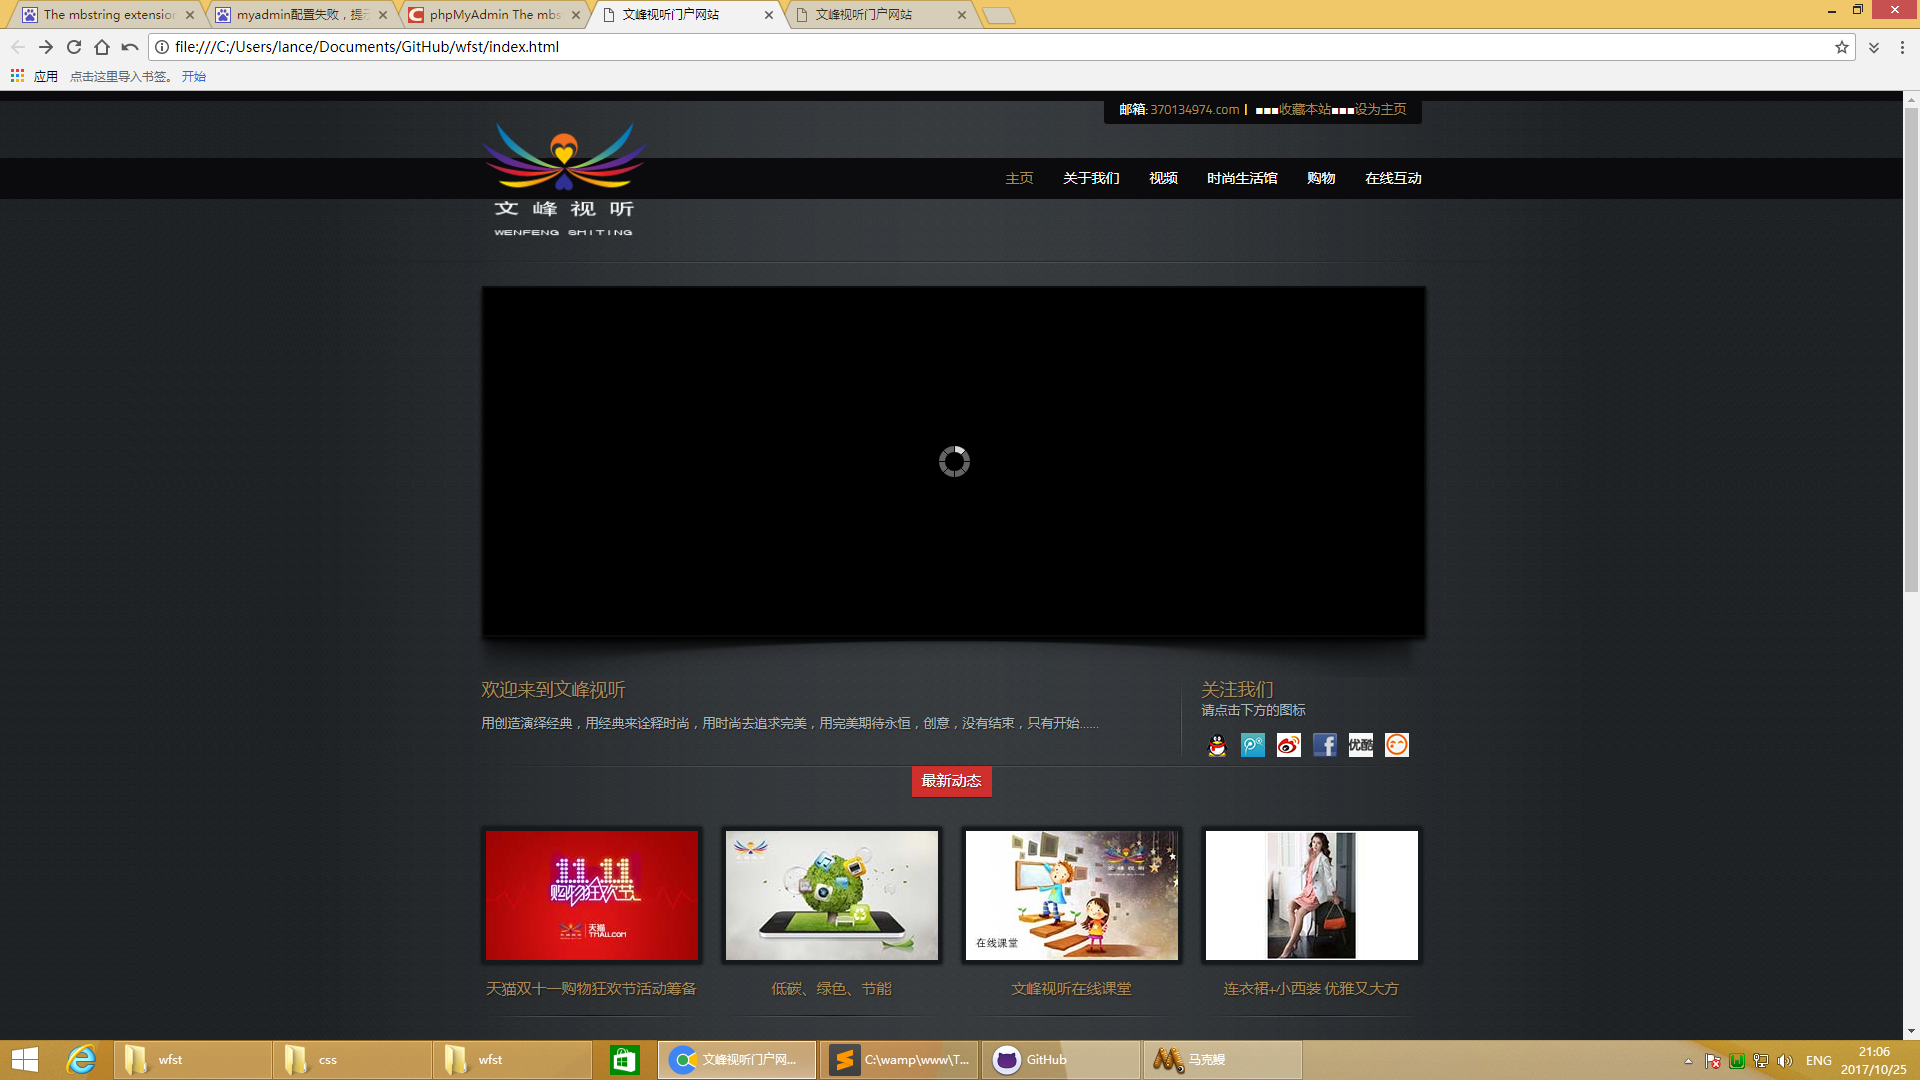 The mbstring extension
myadmin配置失败，提示
phpMyAdmin The mbs
文峰视听门户网站
文峰视听门户网站
file:///C:/Users/lance/Documents/GitHub/wfst/index.html
应用 点击这里导入书签。 开始
邮箱: 370134974.com | ■■■收藏本站■■■设为主页
主页 关于我们 视频 时尚生活馆 购物 在线互动
文峰视听
WENFENG SHITING
欢迎来到文峰视听
用创造演绎经典，用经典来诠释时尚，用时尚去追求完美，用完美期待永恒，创意，没有结束，只有开始......
关注我们
请点击下方的图标
优酷
最新动态
11.11
购物狂欢节
天猫
TMALL.COM
文峰视听
在线课堂
天猫双十一购物狂欢节活动筹备
低碳、绿色、节能
文峰视听在线课堂
连衣裙+小西装 优雅又大方
wfst
css
wfst
文峰视听门户网...
C:\wamp\www\T...
GitHub
马克鳗
ENG
21:06
2017/10/25